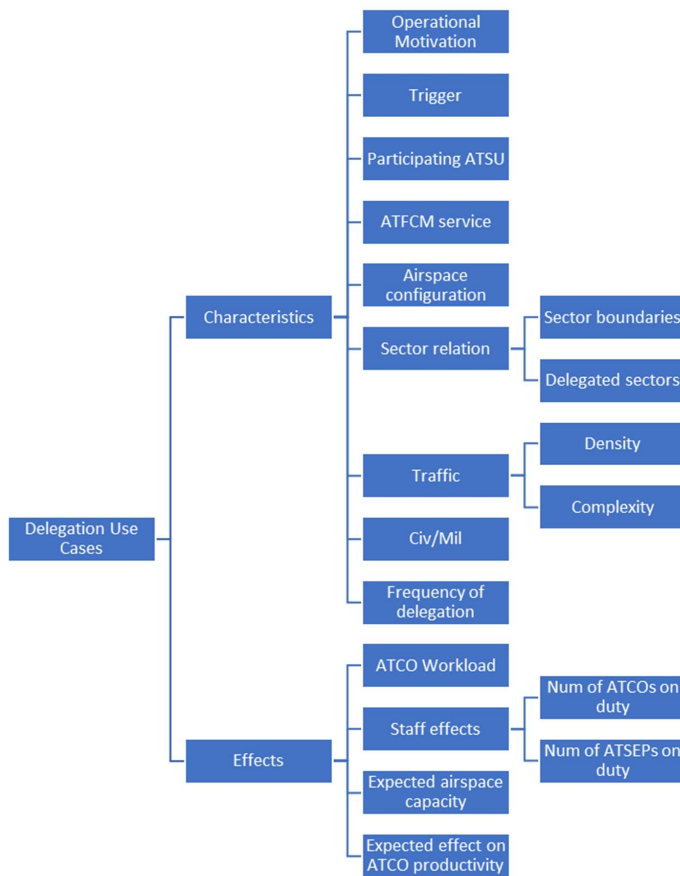 Operational
Motivation
Trigger
Participating ATSU
ATFCM service
Airspace
configuration
Characteristics
Sector relation
Sector boundaries
Delegated sectors
Traffic
Density
Complexity
Delegation Use
Cases
Civ/Mil
Frequency of
delegation
ATCO Workload
Effects
Staff effects
Num of ATCOs on
duty
Num of ATSEPs on
duty
Expected airspace
capacity
Expected effect on
ATCO productivity